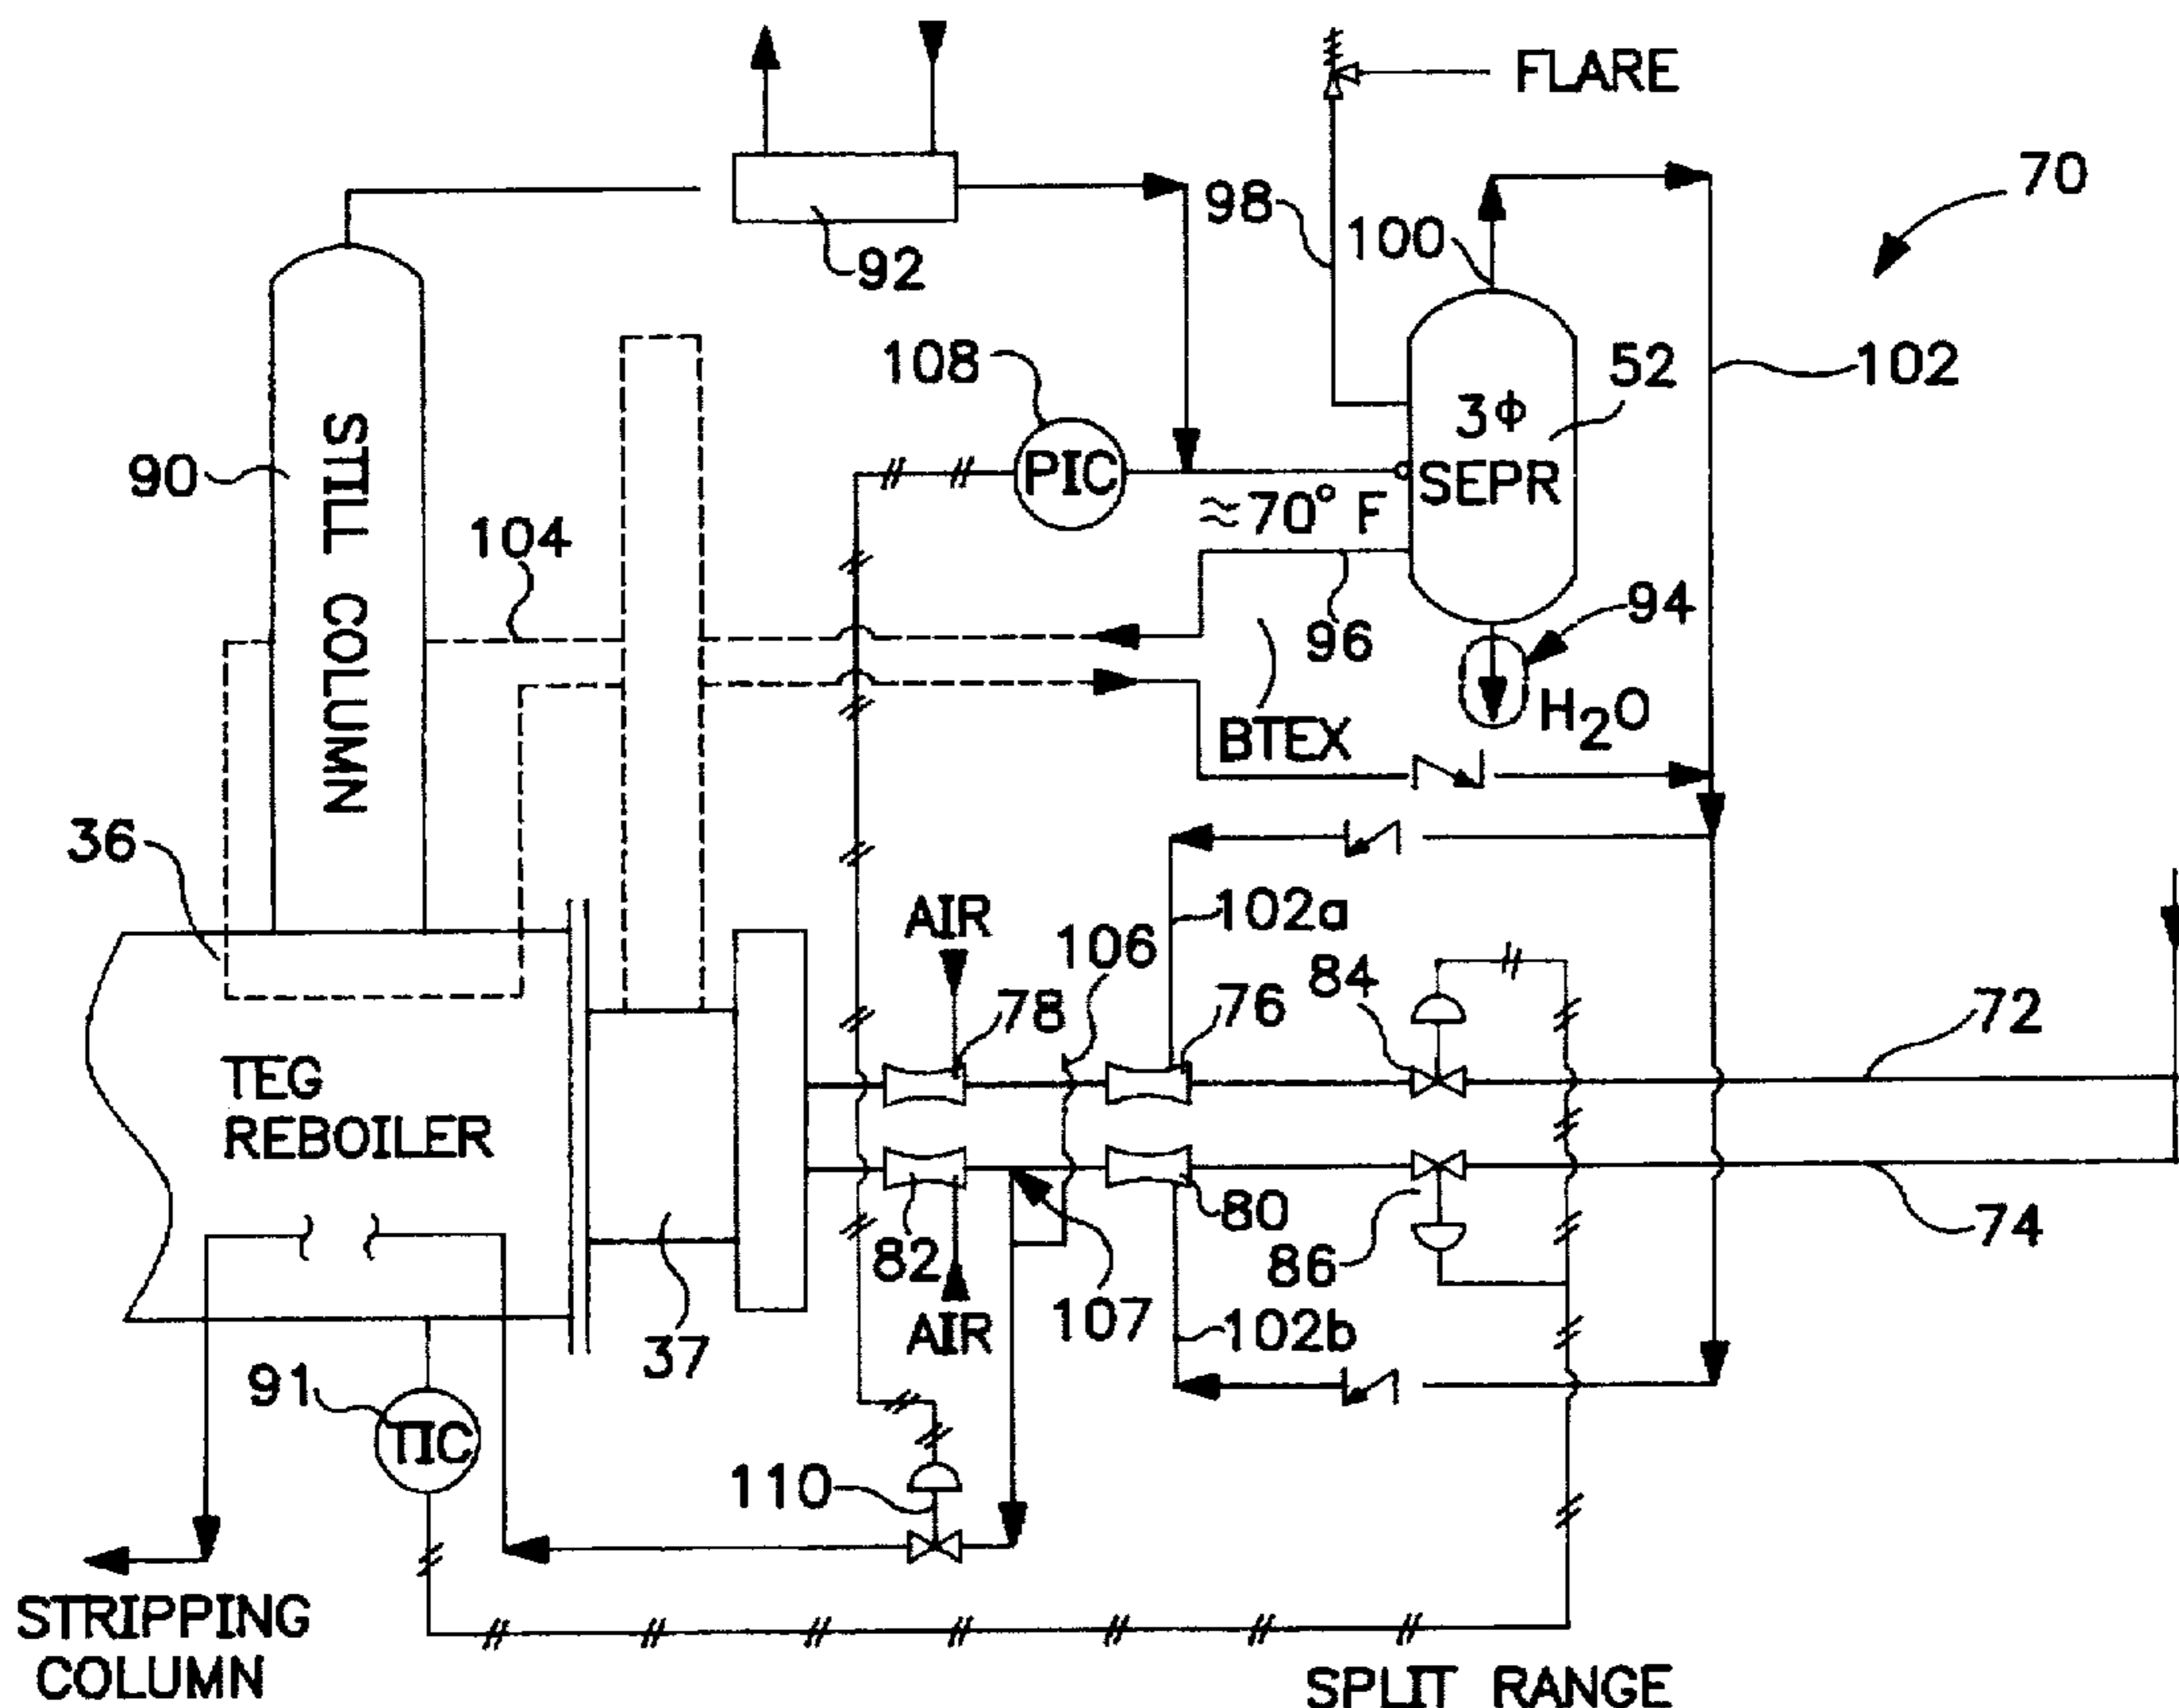 FLARE
70
98
100
92
102
108
52
3Φ
SEPR
PIC
90
STILL COLUMN
≈70° F
104
94
96
H2O
BTEX
36
AIR
102a
106
84
78
76
72
TEG
REBOILER
80
74
82
86
107
AIR
102b
37
91
TIC
110
STRIPPING
COLUMN
SPLIT RANGE